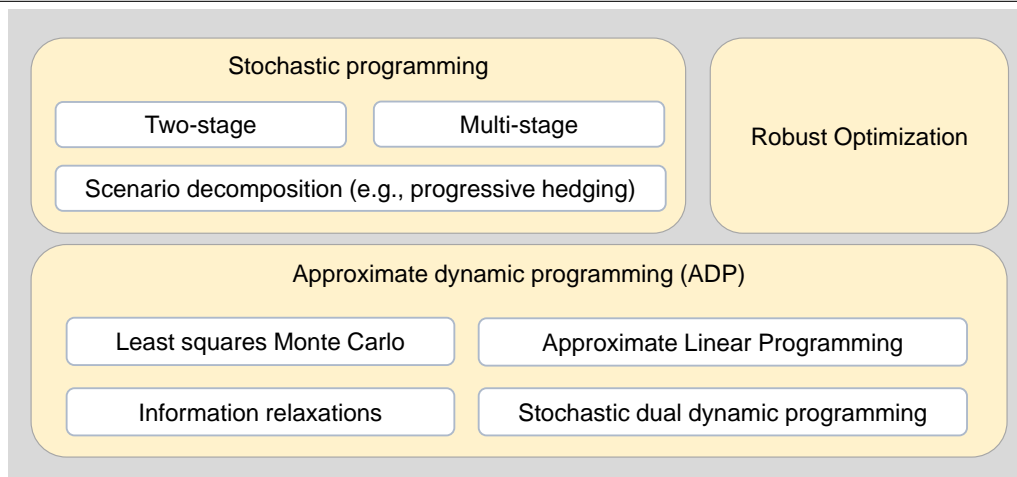 Stochastic programming
Two-stage
Multi-stage
Scenario decomposition (e.g., progressive hedging)
Robust Optimization
Approximate dynamic programming (ADP)
Least squares Monte Carlo
Approximate Linear Programming
Information relaxations
Stochastic dual dynamic programming